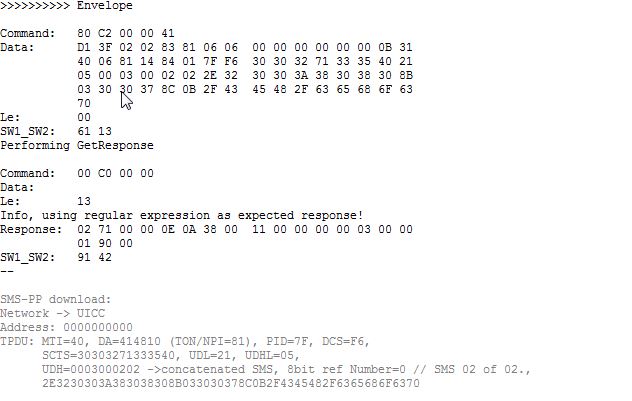 >>>>>>>>>> Envelope
Command: 80 C2 00 00 41
Data: D1 3F 02 02 83 81 06 06 00 00 00 00 00 00 0B 31
40 06 81 14 84 01 7F F6 30 30 32 71 33 35 40 21
05 00 03 00 02 02 2E 32 30 30 3A 38 30 38 30 8B
03 30 30 37 8C 0B 2F 43 45 48 2F 63 65 68 6F 63
70
Le: 00
SW1_SW2: 61 13
Performing GetResponse
Command: 00 C0 00 00
Data:
Le: 13
Info, using regular expression as expected response!
Response: 02 71 00 00 0E 0A 38 00 11 00 00 00 00 03 00 00
01 90 00
SW1_SW2: 91 42
--
SMS-PP download:
Network -> UICC
Address: 0000000000
TPDU: MTI=40, DA=414810 (TON/NPI=81), PID=7F, DCS=F6,
SCTS=30303271333540, UDL=21, UDHL=05,
UDH=0003000202 ->concatenated SMS, 8bit ref Number=0 // SMS 02 of 02.,
2E3230303A383038308B033030378C0B2F4345482F6365686F6370